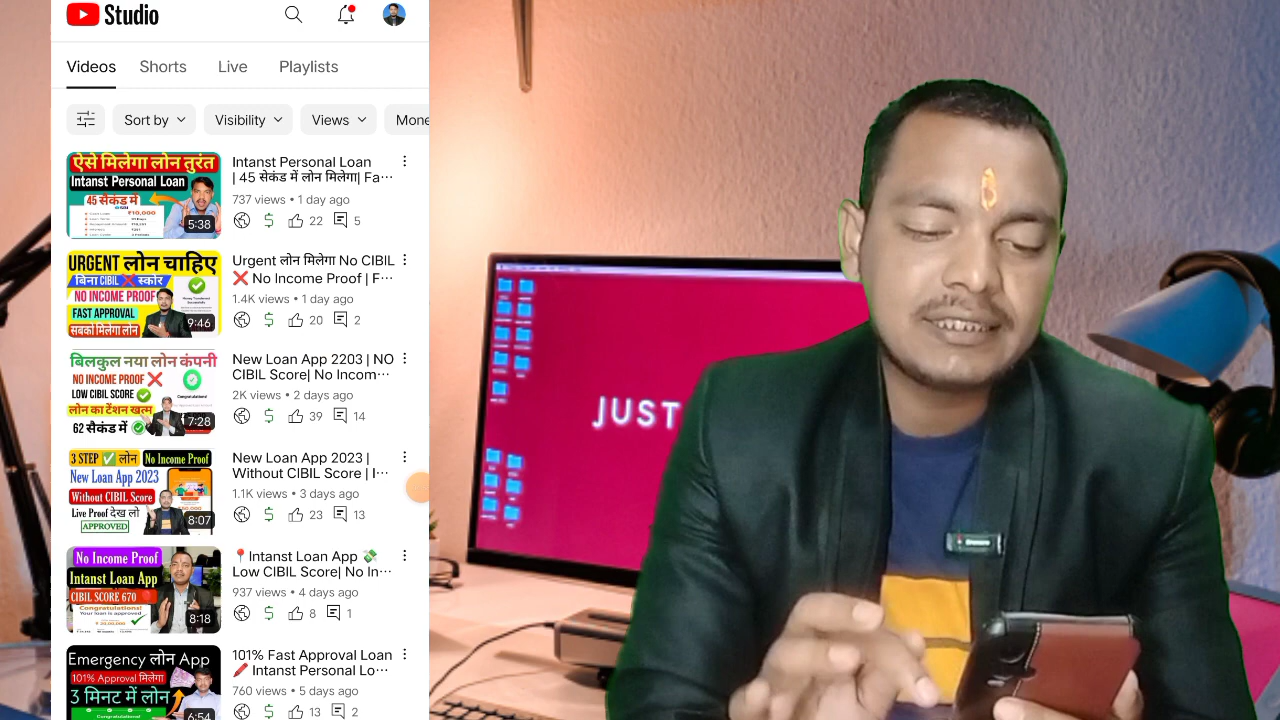 Studio
Videos Shorts Live Playlists
Sort by Visibility Views Mone
ऐसे मिलेगा लोन तुरंत
Intanst Personal Loan
45 सेकंड में
₹10,000
5:38
Intanst Personal Loan
| 45 सेकंड में लोन मिलेगा| Fa...
737 views • 1 day ago
22 5
URGENT लोन चाहिए
बिना CIBIL ❌ स्कोर
NO INCOME PROOF
FAST APPROVAL
सबको मिलेगा लोन
9:46
Urgent लोन मिलेगा No CIBIL
❌ No Income Proof | F...
1.4K views • 1 day ago
20 2
बिलकुल नया लोन कंपनी
NO INCOME PROOF ❌
LOW CIBIL SCORE
Congratulations!
लोन का टेंशन खत्म
62 सैकंड में
7:28
New Loan App 2203 | NO
CIBIL Score| No Incom...
2K views • 2 days ago
39 14
3 STEP ✅ लोन No Income Proof
New Loan App 2023
Without CIBIL Score
Live Proof देख लो
APPROVED
8:07
New Loan App 2023 |
Without CIBIL Score | I...
1.1K views • 3 days ago
23 13
No Income Proof
Intanst Loan App
CIBIL SCORE 670
Congratulations!
Your loan is approved
8:18
📍Intanst Loan App 💸
Low CIBIL Score| No In...
937 views • 4 days ago
8 1
Emergency लोन App
101% Approval मिलेगा
3 मिनट में लोन
Congratulations!
6:54
101% Fast Approval Loan
🖍 Intanst Personal Lo...
760 views • 5 days ago
13 2
JUST